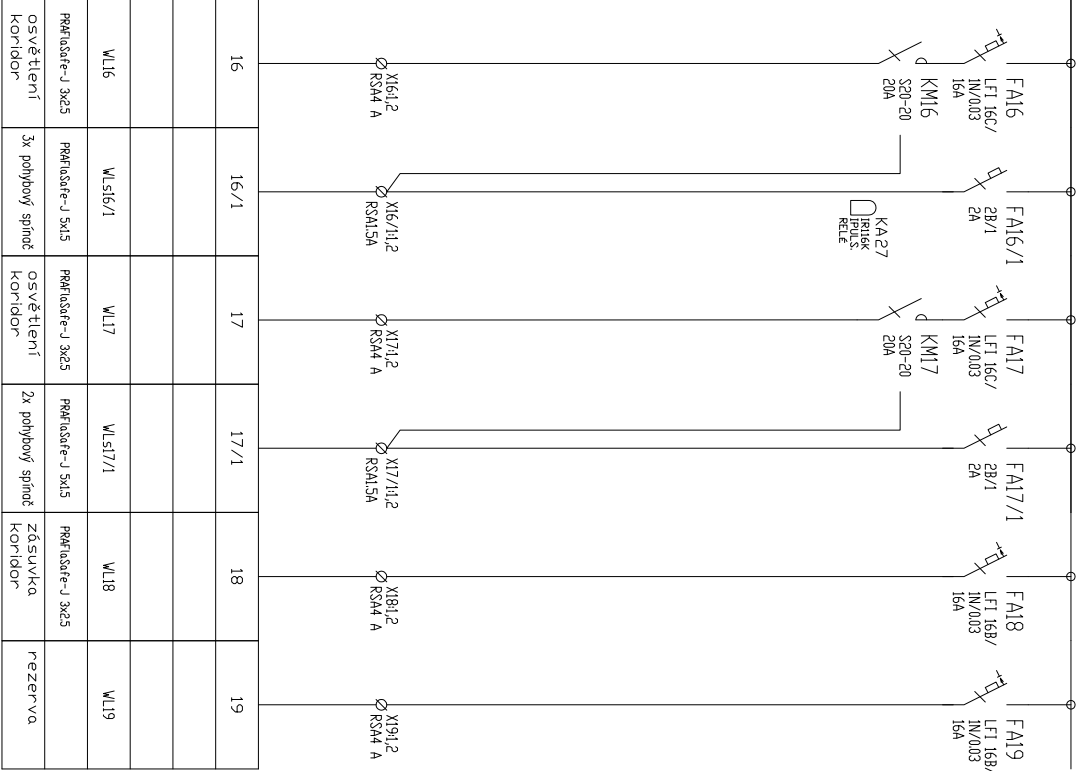 FA16
LFI 16C/
1N/0.03
16A
KM16
S20-20
20A
X16:1,2
RSA4 A
16
WL16
PRAFlaSafe-J 3x2.5
osvětlení
koridor
FA16/1
2B/1
2A
KA27
IR116K
IPULS.
RELÉ
X16/1:1,2
RSA1.5A
16/1
WLs16/1
PRAFlaSafe-J 5x1.5
3x pohybový spínač
FA17
LFI 16C/
1N/0.03
16A
KM17
S20-20
20A
X17:1,2
RSA4 A
17
WL17
PRAFlaSafe-J 3x2.5
osvětlení
koridor
FA17/1
2B/1
2A
X17/1:1,2
RSA1.5A
17/1
WLs17/1
PRAFlaSafe-J 5x1.5
2x pohybový spínač
FA18
LFI 16B/
1N/0.03
16A
X18:1,2
RSA4 A
18
WL18
PRAFlaSafe-J 3x2.5
zásuvka
koridor
FA19
LFI 16B/
1N/0.03
16A
X19:1,2
RSA4 A
19
WL19
rezerva